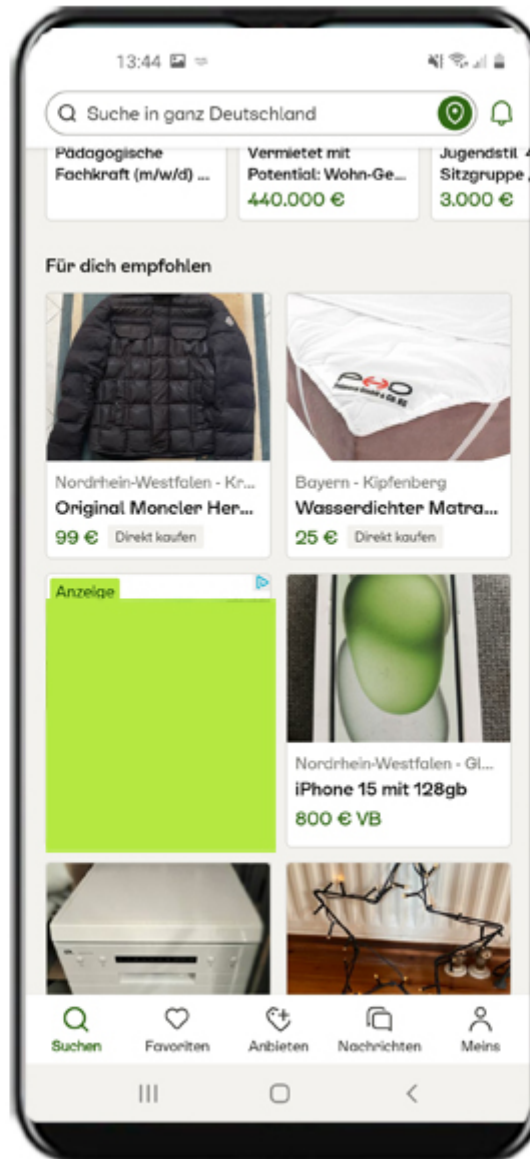 13:44
Suche in ganz Deutschland
Pädagogische
Fachkraft (m/w/d) ...
Vermietet mit
Potential: Wohn-Ge...
440.000 €
Jugendstil 4
Sitzgruppe,
3.000 €
Für dich empfohlen
Nordrhein-Westfalen - Kr...
Original Moncler Her...
99 € Direkt kaufen
Bayern - Kipfenberg
Wasserdichter Matra...
25 € Direkt kaufen
Anzeige
Nordrhein-Westfalen - Gl...
iPhone 15 mit 128gb
800 € VB
Suchen
Favoriten
Anbieten
Nachrichten
Meins